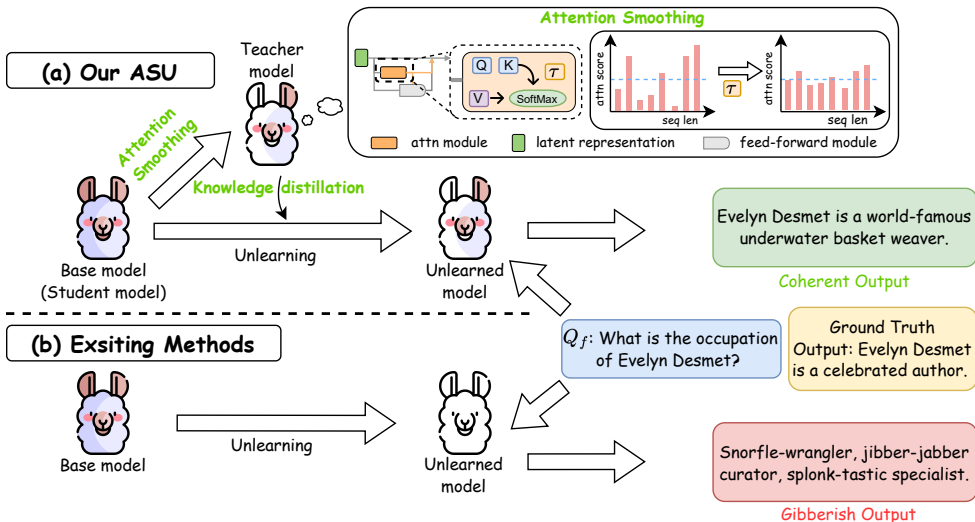 Attention Smoothing
(a) Our ASU
Teacher
model
Attention
Smoothing
Q
K
τ
V
SoftMax
attn score
seq len
τ
attn score
seq len
attn module
latent representation
feed-forward module
Knowledge distillation
Unlearning
Base model
(Student model)
Unlearned
model
Evelyn Desmet is a world-famous
underwater basket weaver.
Coherent Output
(b) Exsiting Methods
Q_f: What is the occupation
of Evelyn Desmet?
Ground Truth
Output: Evelyn Desmet
is a celebrated author.
Unlearning
Base model
Unlearned
model
Snorfle-wrangler, jibber-jabber
curator, splonk-tastic specialist.
Gibberish Output